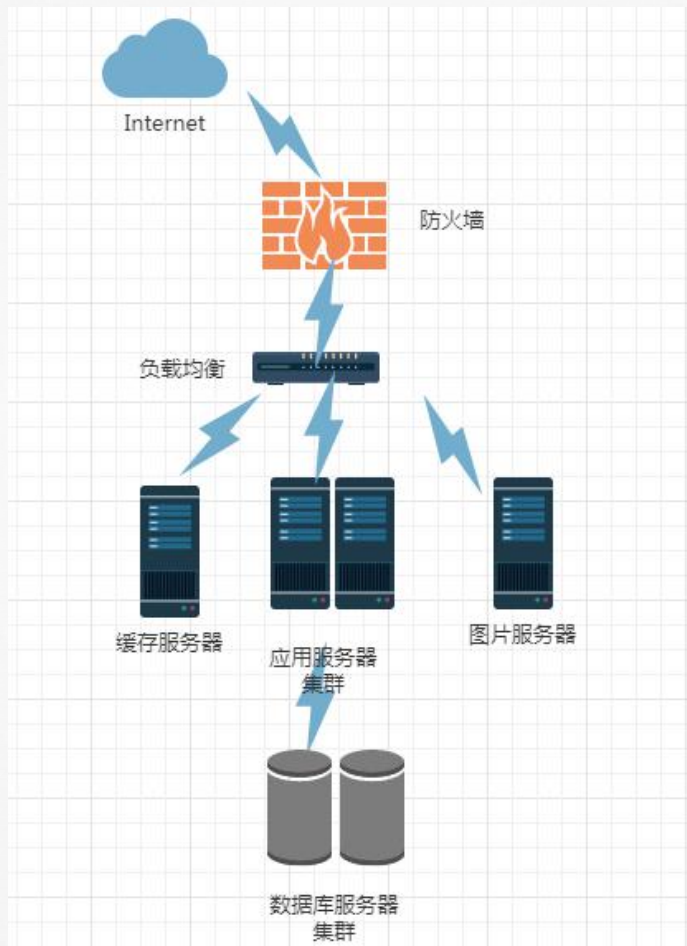 Internet
防火墙
负载均衡
缓存服务器
应用服务器
集群
图片服务器
数据库服务器
集群